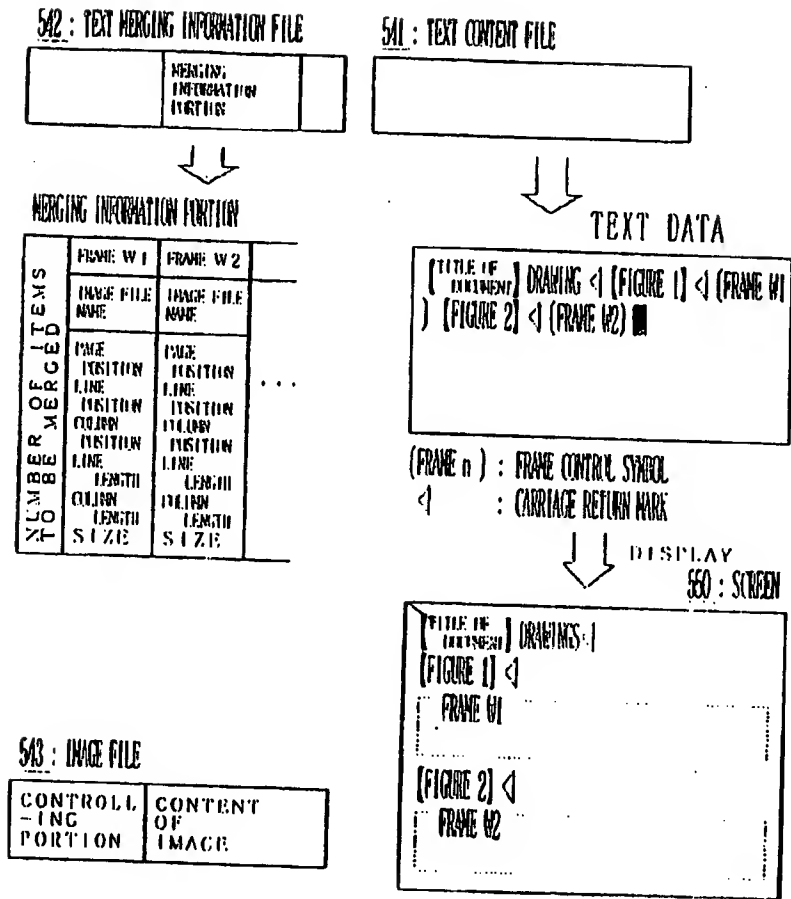 542 : TEXT MERGING INFORMATION FILE
MERGING
INFORMATION
PORTION
MERGING INFORMATION PORTION
NUMBER OF ITEMS
TO BE MERGED
FRAME W1 FRAME W2
IMAGE FILE IMAGE FILE
NAME NAME
PAGE PAGE
POSITION POSITION
LINE LINE
POSITION POSITION
COLUMN COLUMN
POSITION POSITION
LINE LINE
LENGTH LENGTH
COLUMN COLUMN
LENGTH LENGTH
SIZE SIZE
...
543 : IMAGE FILE
CONTROLL CONTENT
-ING OF
PORTION IMAGE
541 : TEXT CONTENT FILE
TEXT DATA
[TITLE OF DOCUMENT] DRAWING <| [FIGURE 1] <| (FRAME W1
) [FIGURE 2] <| (FRAME W2) ■
(FRAME n) : FRAME CONTROL SYMBOL
<| : CARRIAGE RETURN MARK
DISPLAY
550 : SCREEN
[TITLE OF DOCUMENT] DRAWINGS <|
[FIGURE 1] <|
FRAME W1
[FIGURE 2] <|
FRAME W2